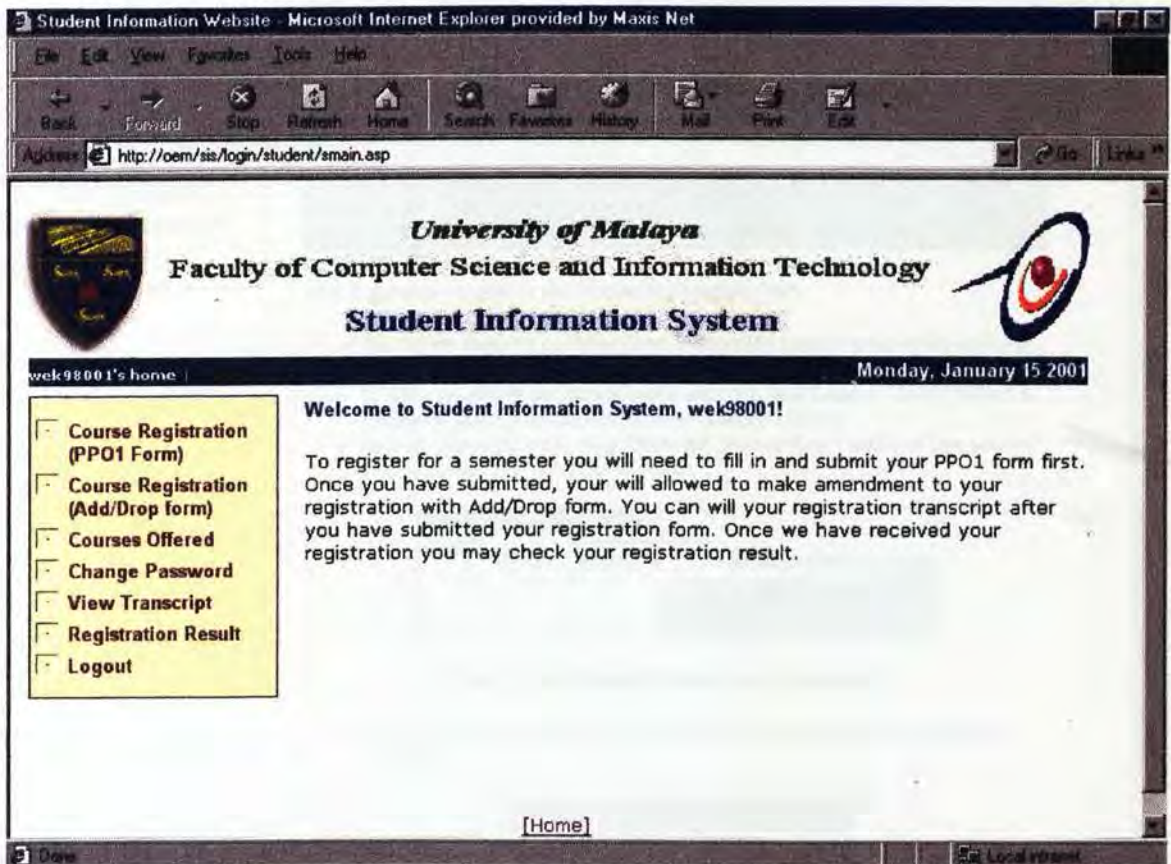 Student Information Website - Microsoft Internet Explorer provided by Maxis Net
File Edit View Favorites Tools Help
Back Forward Stop Refresh Home Search Favorites History Mail Print Edit
Address http://oem/sis/login/student/smain.asp Go Links »
University of Malaya
Faculty of Computer Science and Information Technology
Student Information System
wek98001's home | Monday, January 15 2001
Course Registration
(PPO1 Form)
Course Registration
(Add/Drop form)
Courses Offered
Change Password
View Transcript
Registration Result
Logout
Welcome to Student Information System, wek98001!
To register for a semester you will need to fill in and submit your PPO1 form first.
Once you have submitted, your will allowed to make amendment to your
registration with Add/Drop form. You can will your registration transcript after
you have submitted your registration form. Once we have received your
registration you may check your registration result.
[Home]
Done Local intranet